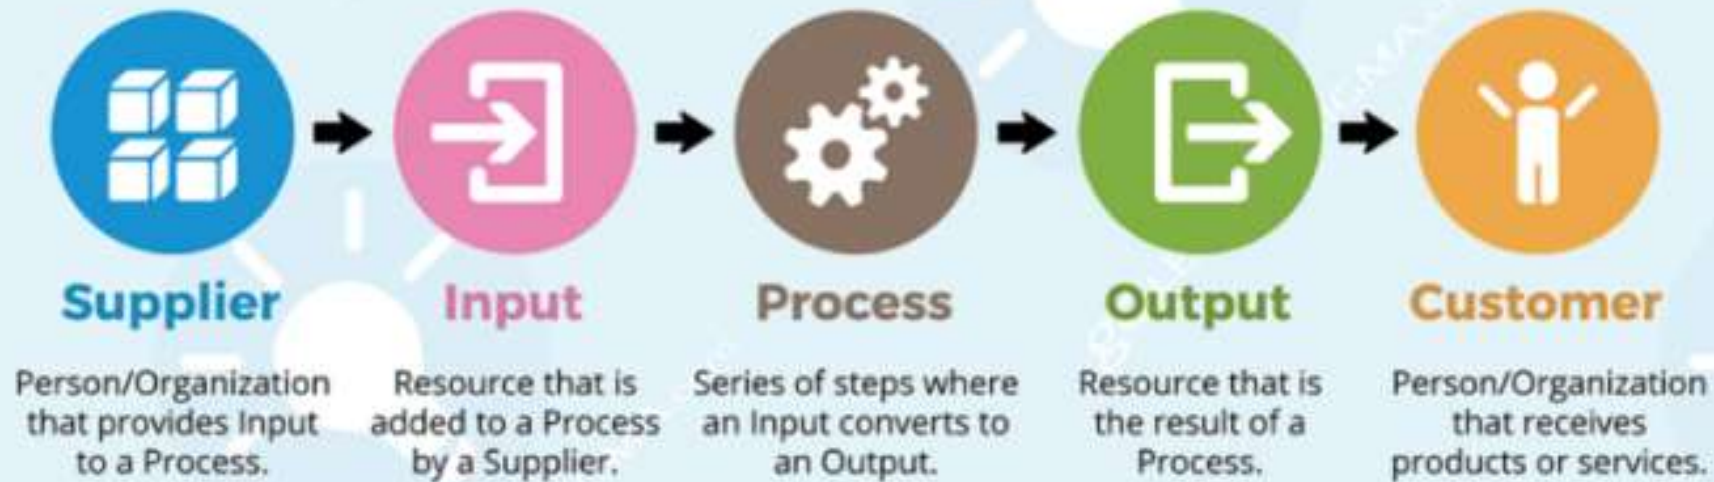 Supplier
Person/Organization
that provides Input
to a Process.
Input
Resource that is
added to a Process
by a Supplier.
Process
Series of steps where
an Input converts to
an Output.
Output
Resource that is
the result of a
Process.
Customer
Person/Organization
that receives
products or services.